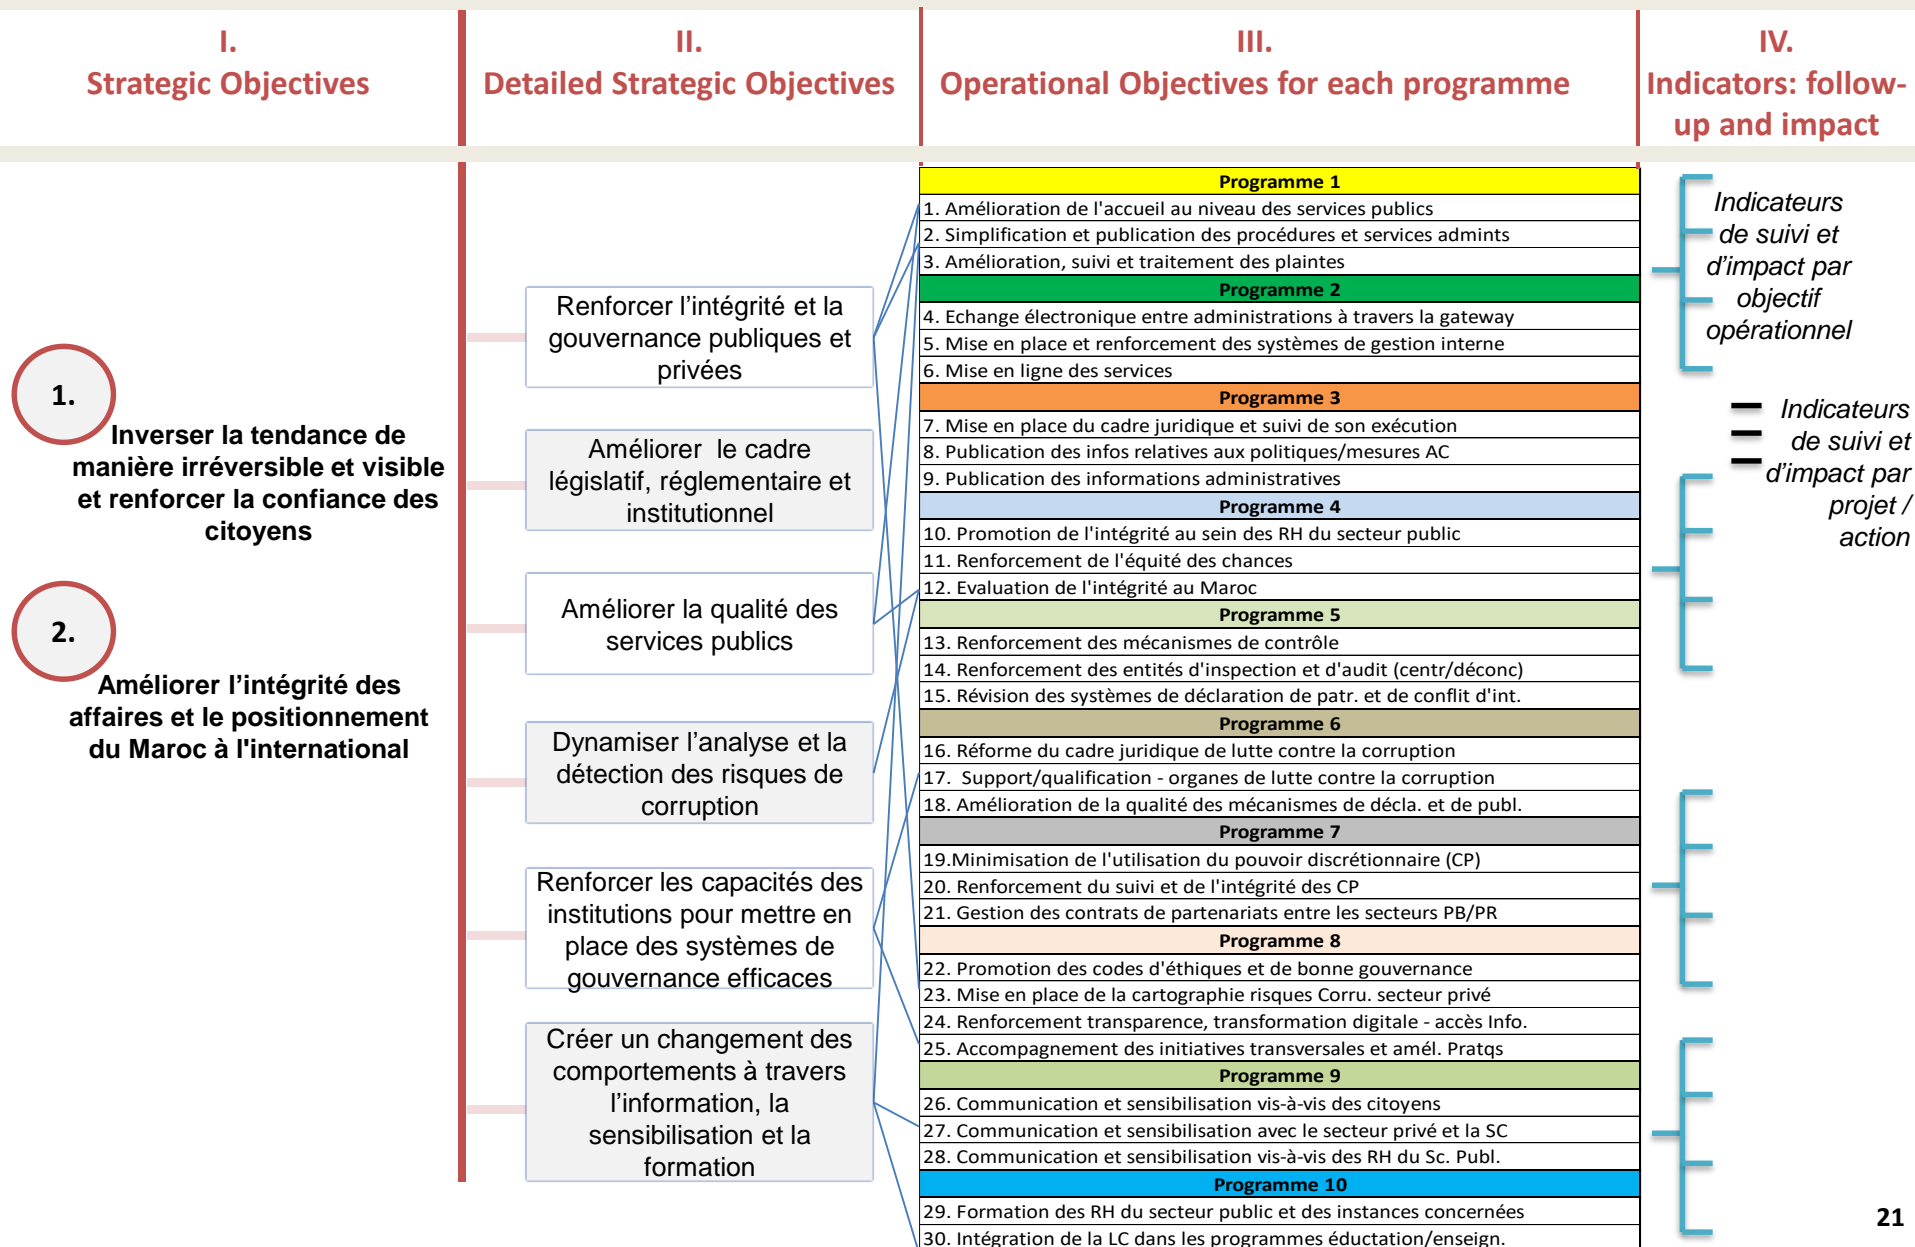 I.
Strategic Objectives
II.
Detailed Strategic Objectives
III.
Operational Objectives for each programme
IV.
Indicators: follow-
up and impact
1.
Inverser la tendance de
manière irréversible et visible
et renforcer la confiance des
citoyens
2.
Améliorer l’intégrité des
affaires et le positionnement
du Maroc à l'international
Renforcer l’intégrité et la
gouvernance publiques et
privées
Améliorer  le cadre
législatif, réglementaire et
institutionnel
Améliorer la qualité des
services publics
Dynamiser l’analyse et la
détection des risques de
corruption
Renforcer les capacités des
institutions pour mettre en
place des systèmes de
gouvernance efficaces
Créer un changement des
comportements à travers
l’information, la
sensibilisation et la
formation
Programme 1
1. Amélioration de l'accueil au niveau des services publics
2. Simplification et publication des procédures et services admints
3. Amélioration, suivi et traitement des plaintes
Programme 2
4. Echange électronique entre administrations à travers la gateway
5. Mise en place et renforcement des systèmes de gestion interne
6. Mise en ligne des services
Programme 3
7. Mise en place du cadre juridique et suivi de son exécution
8. Publication des infos relatives aux politiques/mesures AC
9. Publication des informations administratives
Programme 4
10. Promotion de l'intégrité au sein des RH du secteur public
11. Renforcement de l'équité des chances
12. Evaluation de l'intégrité au Maroc
Programme 5
13. Renforcement des mécanismes de contrôle
14. Renforcement des entités d'inspection et d'audit (centr/déconc)
15. Révision des systèmes de déclaration de patr. et de conflit d'int.
Programme 6
16. Réforme du cadre juridique de lutte contre la corruption
17.  Support/qualification - organes de lutte contre la corruption
18. Amélioration de la qualité des mécanismes de décla. et de publ.
Programme 7
19.Minimisation de l'utilisation du pouvoir discrétionnaire (CP)
20. Renforcement du suivi et de l'intégrité des CP
21. Gestion des contrats de partenariats entre les secteurs PB/PR
Programme 8
22. Promotion des codes d'éthiques et de bonne gouvernance
23. Mise en place de la cartographie risques Corru. secteur privé
24. Renforcement transparence, transformation digitale - accès Info.
25. Accompagnement des initiatives transversales et amél. Pratqs
Programme 9
26. Communication et sensibilisation vis-à-vis des citoyens
27. Communication et sensibilisation avec le secteur privé et la SC
28. Communication et sensibilisation vis-à-vis des RH du Sc. Publ.
Programme 10
29. Formation des RH du secteur public et des instances concernées
30. Intégration de la LC dans les programmes éductation/enseign.
Indicateurs
de suivi et
d’impact par
objectif
opérationnel
Indicateurs
de suivi et
d’impact par
projet /
action
21